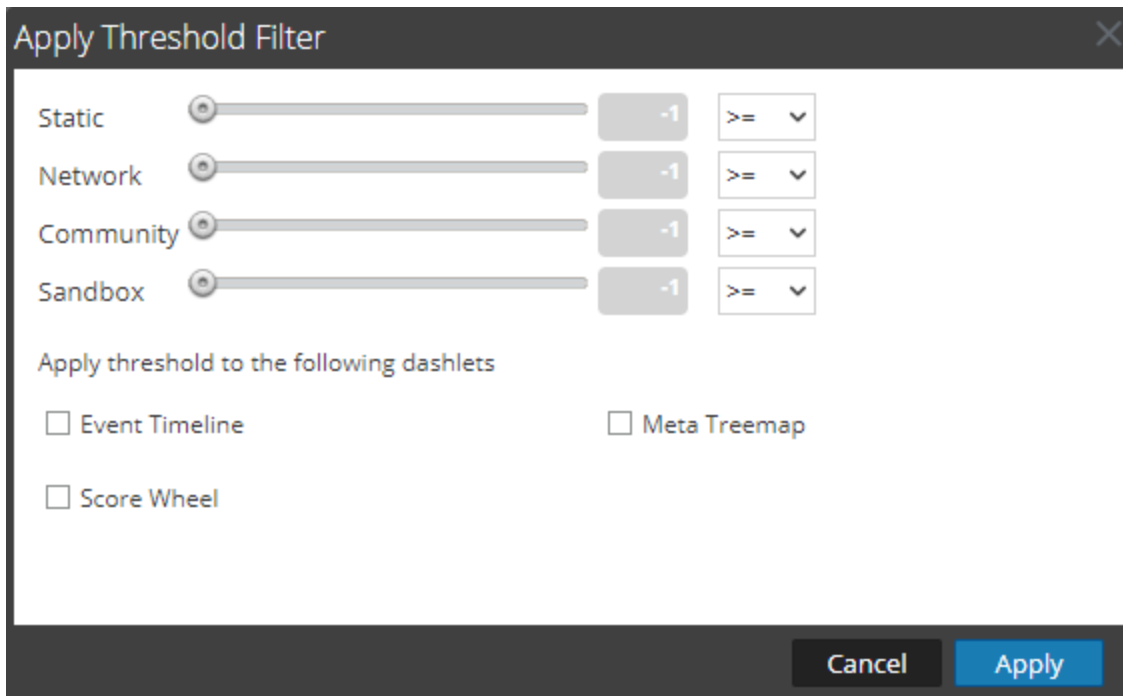 Apply Threshold Filter
Static -1 >=
Network -1 >=
Community -1 >=
Sandbox -1 >=
Apply threshold to the following dashlets
Event Timeline Meta Treemap
Score Wheel
Cancel Apply